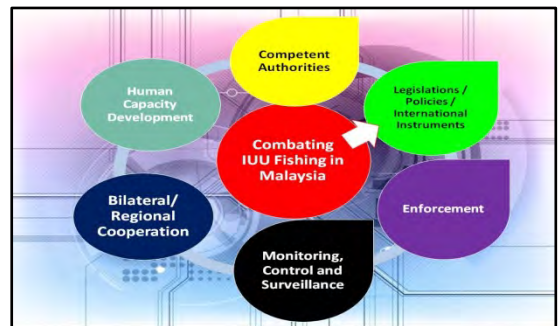 Competent
Authorities
Legislations /
Policies /
International
Instruments
Enforcement
Monitoring,
Control and
Surveillance
Bilateral/
Regional
Cooperation
Human
Capacity
Development
Combating
IUU Fishing in
Malaysia